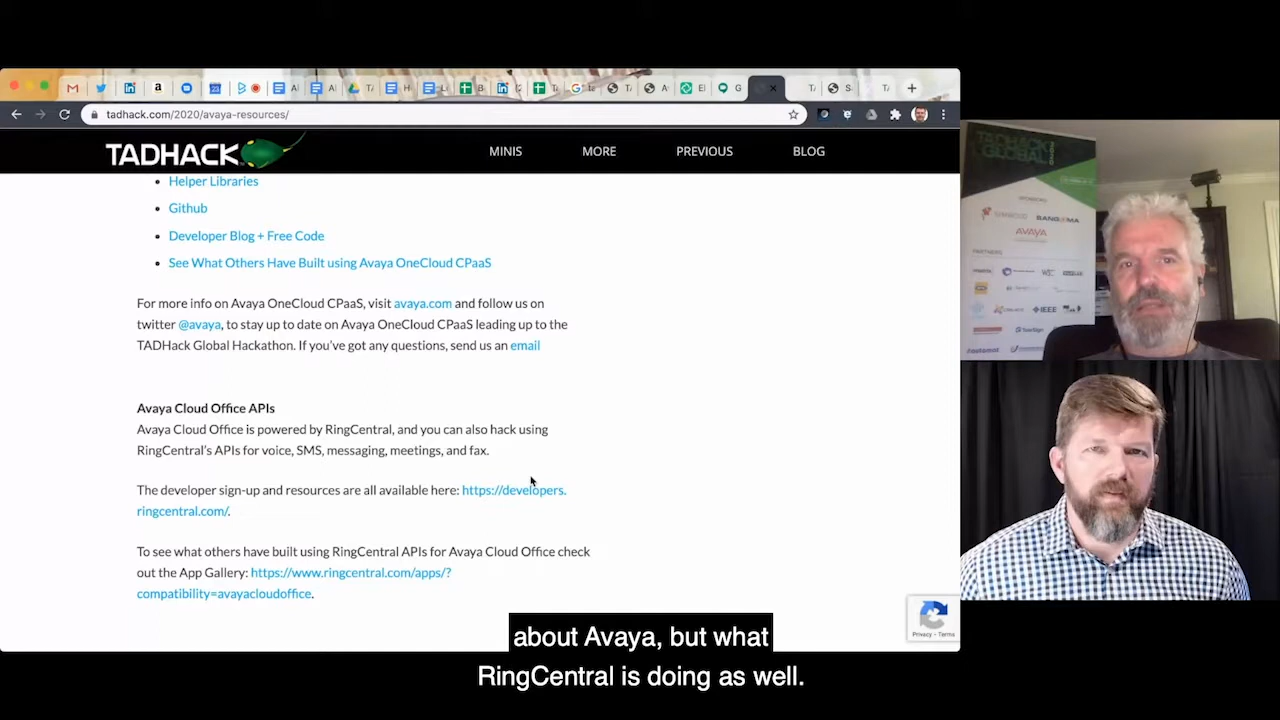 tadhack.com/2020/avaya-resources/
TADHACK
MINIS
MORE
PREVIOUS
BLOG
Helper Libraries
Github
Developer Blog + Free Code
See What Others Have Built using Avaya OneCloud CPaaS
For more info on Avaya OneCloud CPaaS, visit avaya.com and follow us on
twitter @avaya, to stay up to date on Avaya OneCloud CPaaS leading up to the
TADHack Global Hackathon. If you’ve got any questions, send us an email
Avaya Cloud Office APIs
Avaya Cloud Office is powered by RingCentral, and you can also hack using
RingCentral’s APIs for voice, SMS, messaging, meetings, and fax.
The developer sign-up and resources are all available here: https://developers.
ringcentral.com/.
To see what others have built using RingCentral APIs for Avaya Cloud Office check
out the App Gallery: https://www.ringcentral.com/apps/?
compatibility=avayacloudoffice.
Privacy - Terms
TADHACK
GLOBAL
AVAYA
PARTNERS
IEEE
about Avaya, but what
RingCentral is doing as well.